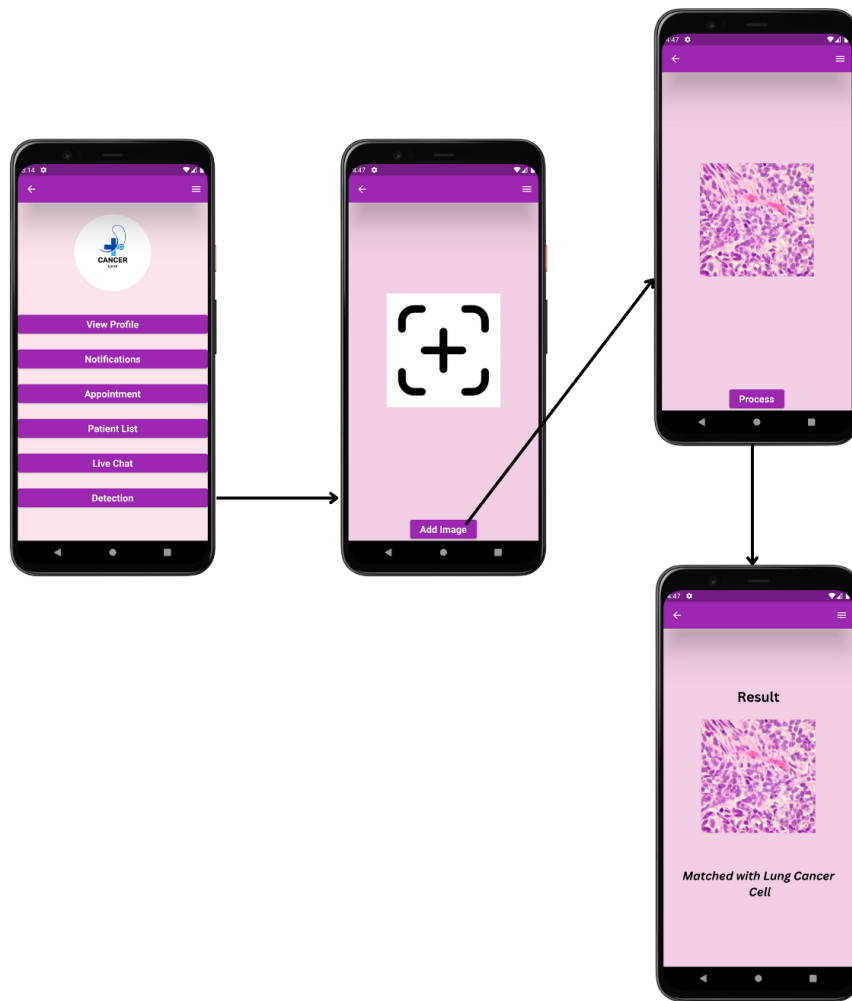 3:14
CANCER
CARE
View Profile
Notifications
Appointment
Patient List
Live Chat
Detection
4:47
Add Image
4:47
Process
4:47
Result
Matched with Lung Cancer
Cell